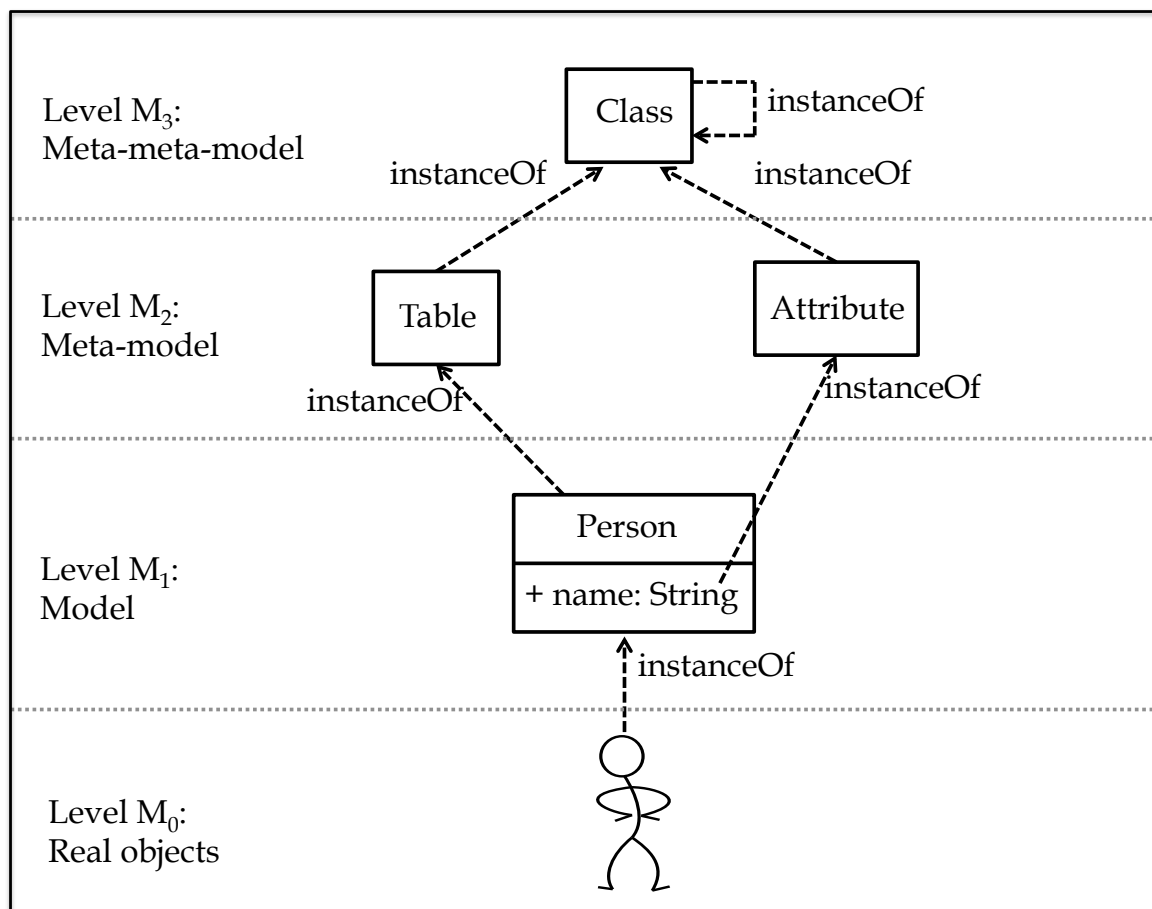 Level M₃:
Meta-meta-model
Class
instanceOf
instanceOf
instanceOf
Level M₂:
Meta-model
Table
Attribute
instanceOf
instanceOf
Level M₁:
Model
Person
+ name: String
instanceOf
Level M₀:
Real objects